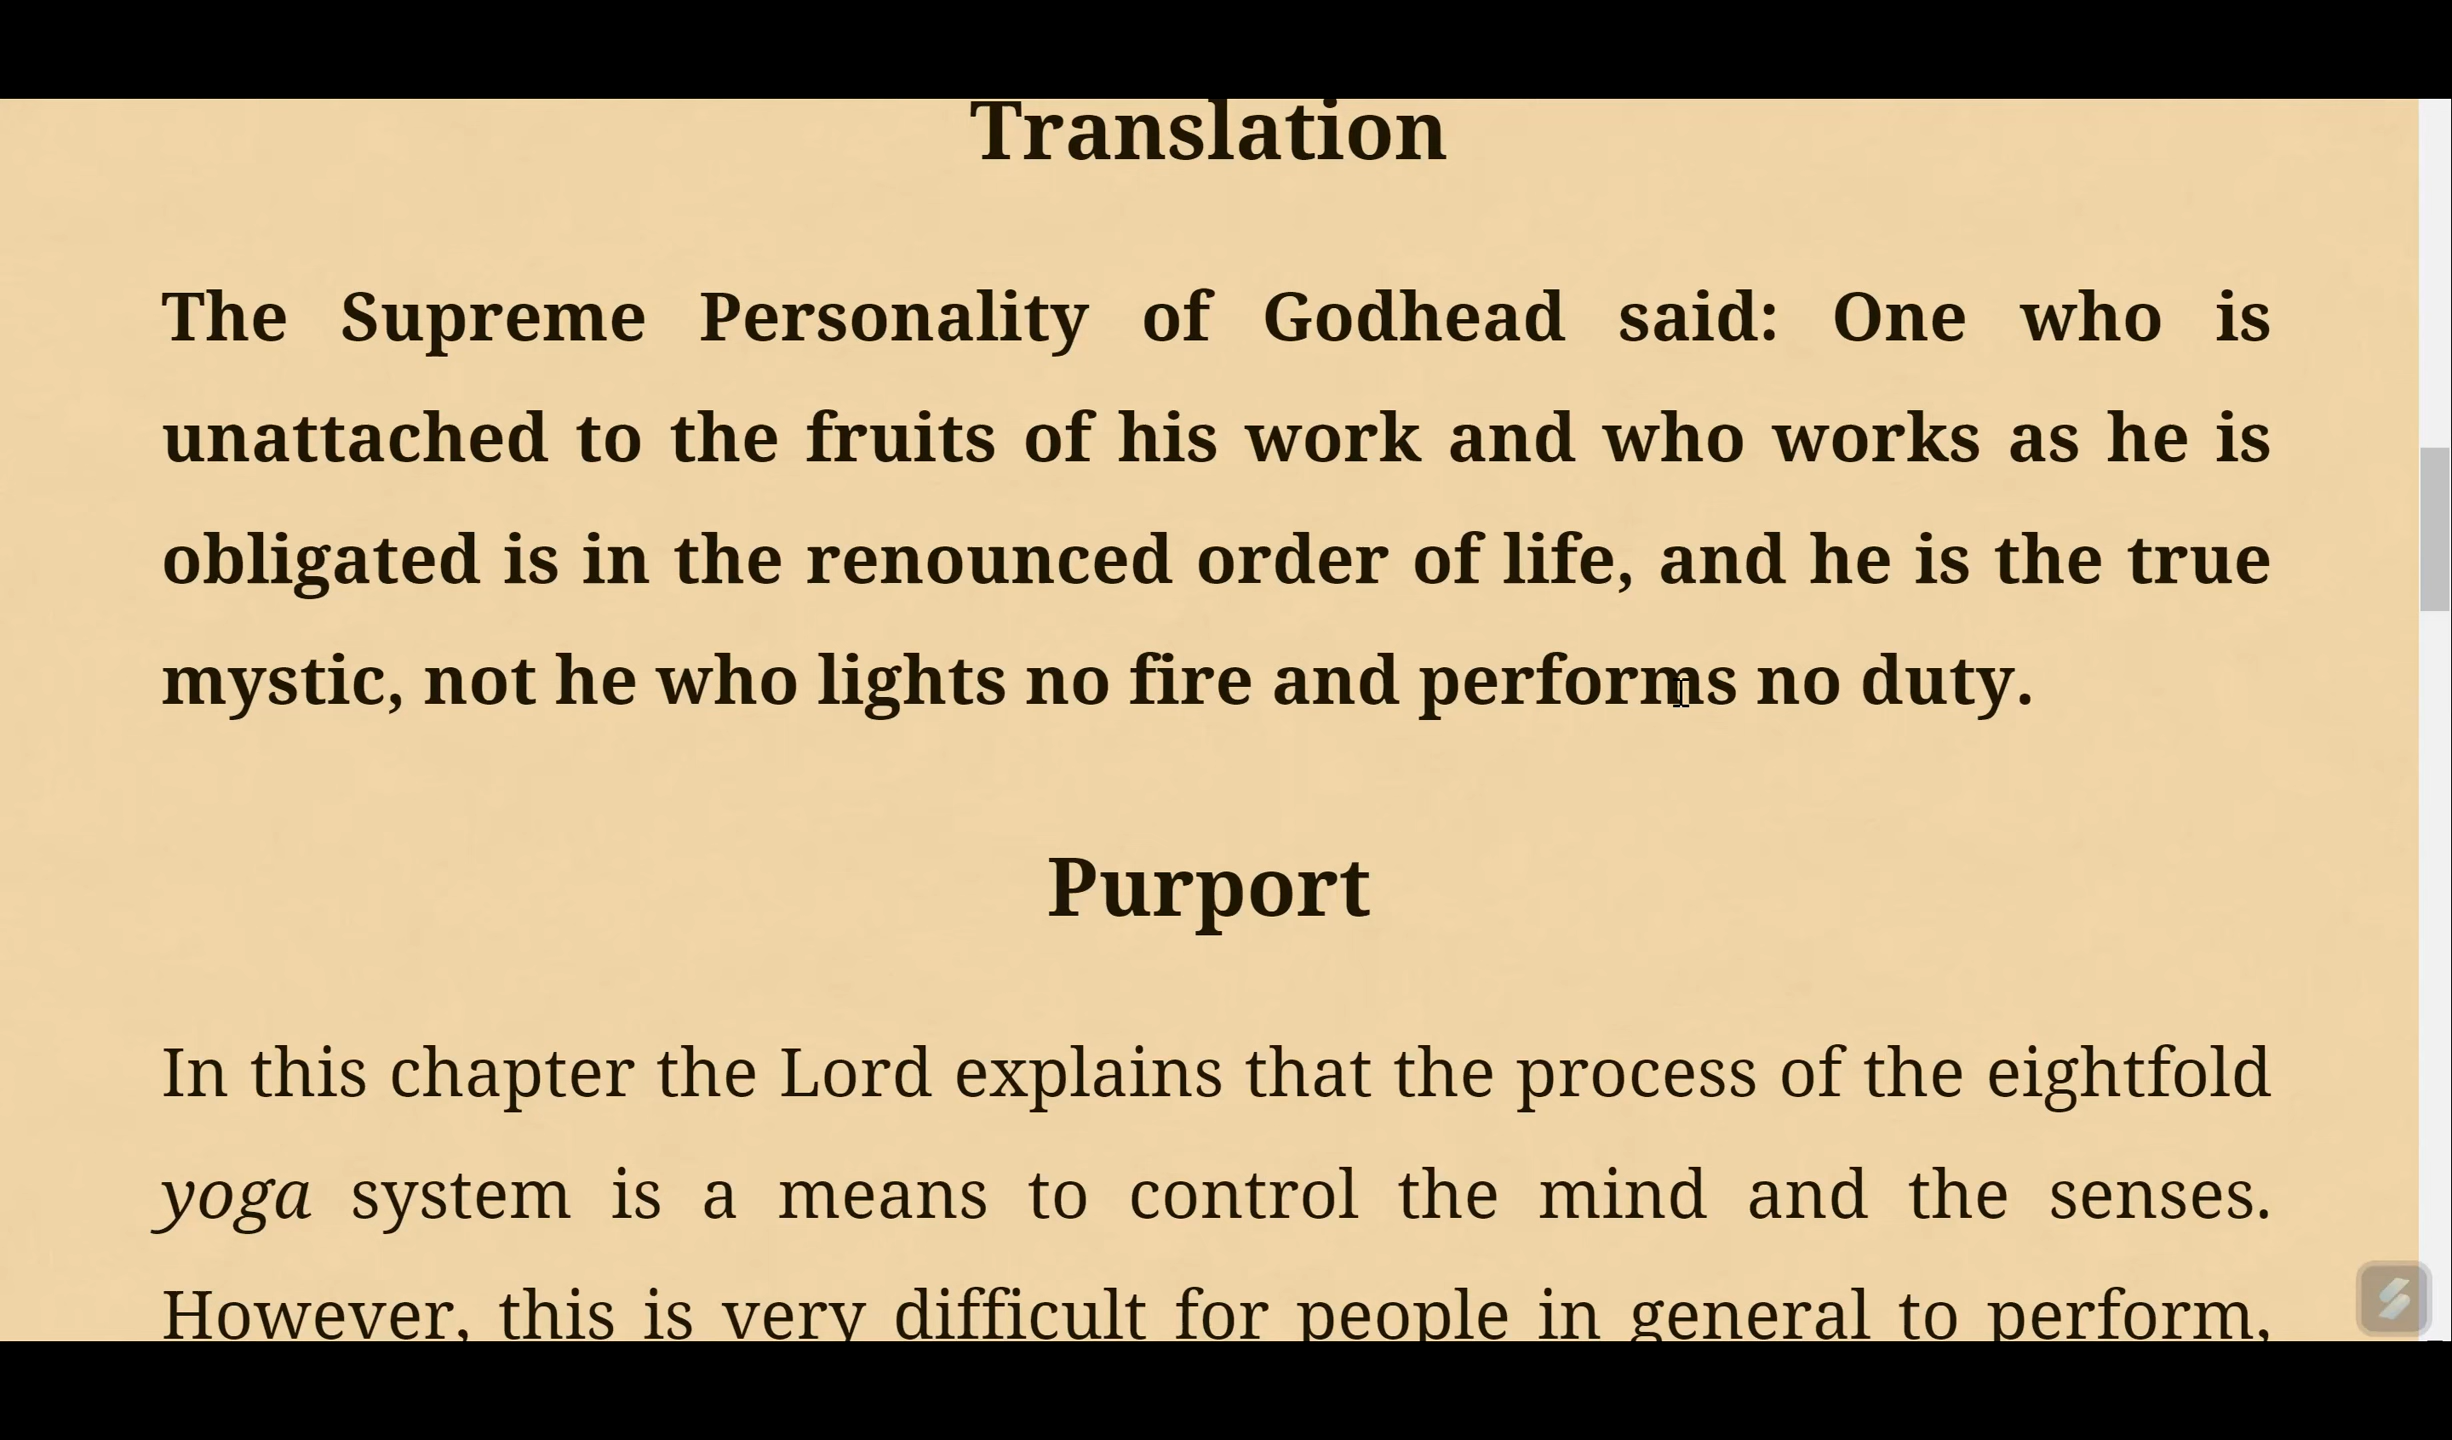 Translation
The Supreme Personality of Godhead said: One who is
unattached to the fruits of his work and who works as he is
obligated is in the renounced order of life, and he is the true
mystic, not he who lights no fire and performs no duty.
Purport
In this chapter the Lord explains that the process of the eightfold
yoga system is a means to control the mind and the senses.
However, this is very difficult for people in general to perform,